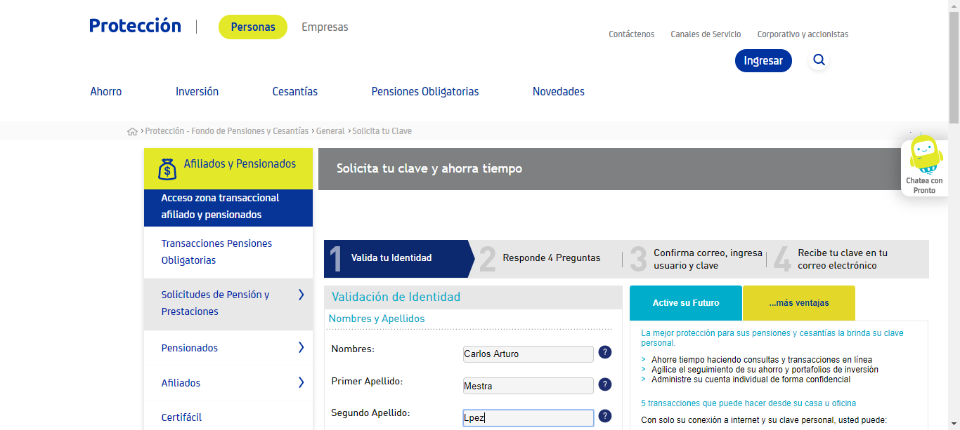 Protección
Personas
Empresas
Contáctenos
Canales de Servicio
Corporativo y accionistas
Ingresar
Ahorro
Inversión
Cesantías
Pensiones Obligatorias
Novedades
Protección - Fondo de Pensiones y Cesantías › General › Solicita tu Clave
Afiliados y Pensionados
Solicita tu clave y ahorra tiempo
Chatea con
Pronto
Acceso zona transaccional
afiliado y pensionados
Transacciones Pensiones
Obligatorias
Solicitudes de Pensión y
Prestaciones
Pensionados
Afiliados
Certifácil
1 Valida tu Identidad
2 Responde 4 Preguntas
3 Confirma correo, ingresa
usuario y clave
4 Recibe tu clave en tu
correo electrónico
Validación de Identidad
Nombres y Apellidos
Nombres:
Carlos Arturo
?
Primer Apellido:
Mestra
?
Segundo Apellido:
Lpez
?
Active su Futuro
...más ventajas
La mejor protección para sus pensiones y cesantías la brinda su clave
personal.
> Ahorre tiempo haciendo consultas y transacciones en línea
> Agilice el seguimiento de su ahorro y portafolios de inversión
> Administre su cuenta individual de forma confidencial
5 transacciones que puede hacer desde su casa u oficina
Con solo su conexión a internet y su clave personal, usted puede: